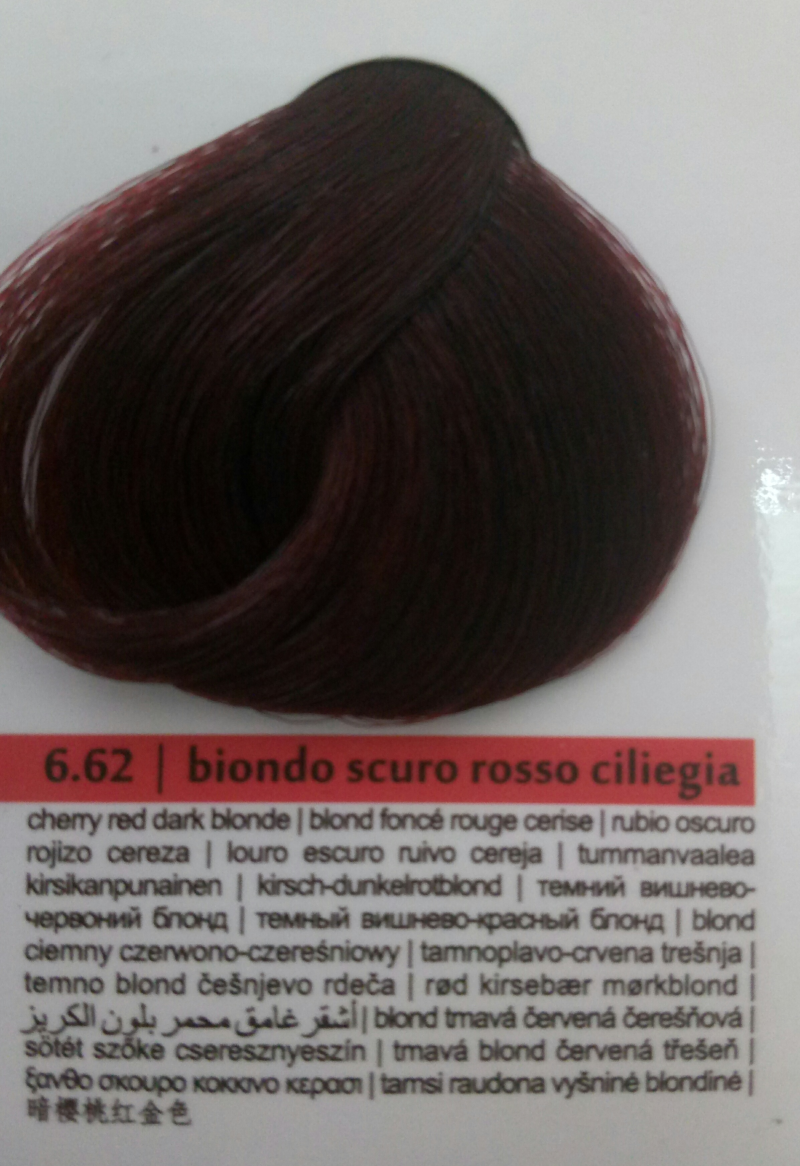 6.62 | biondo scuro rosso ciliegia
cherry red dark blonde | blond foncé rouge cerise | rubio oscuro
rojizo cereza | louro escuro ruivo cereja | tummanvaalea
kirsikanpunainen | kirsch-dunkelrotblond | темний вишнево-
червоний блонд | темный вишнево-красный блонд | blond
ciemny czerwono-czereśniowy | tamnoplavo-crvena trešnja |
temno blond češnjevo rdeča | rød kirsebær mørkblond |
أشقر غامق محمر بلون الكريز | blond tmavá červená čerešňová |
sötét szőke cseresznyeszín | tmavá blond červená třešeň |
ξανθο σκουρο κοκκινο κερασι | tamsi raudona vyšninė blondinė |
暗樱桃红金色